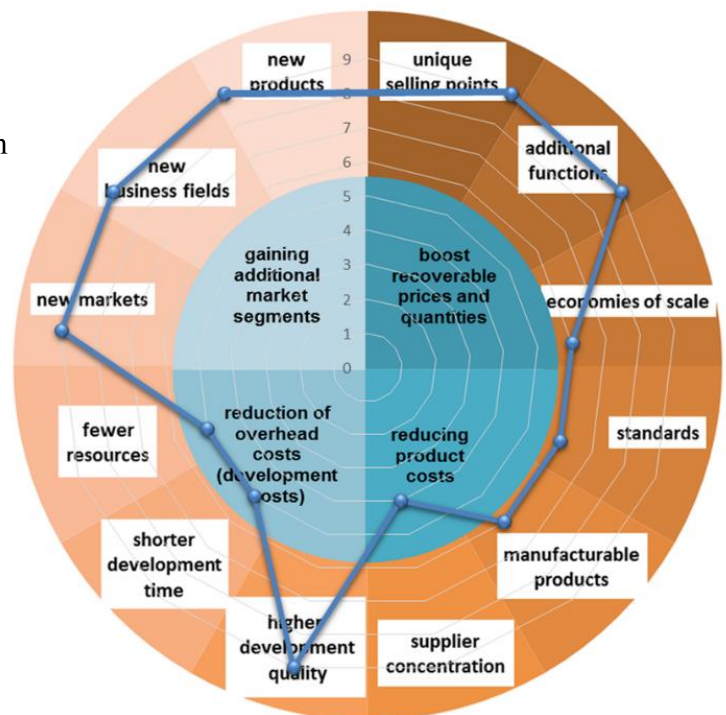 new
products
unique
selling points
9
8
7
6
5
4
3
2
1
0
n
new
business fields
additional
functions
gaining
additional
market
segments
boost
recoverable
prices and
quantities
new markets
economies of scale
fewer
resources
reduction of
overhead
costs
(development
costs)
reducing
product
costs
standards
shorter
development
time
manufacturable
products
higher
development
quality
supplier
concentration